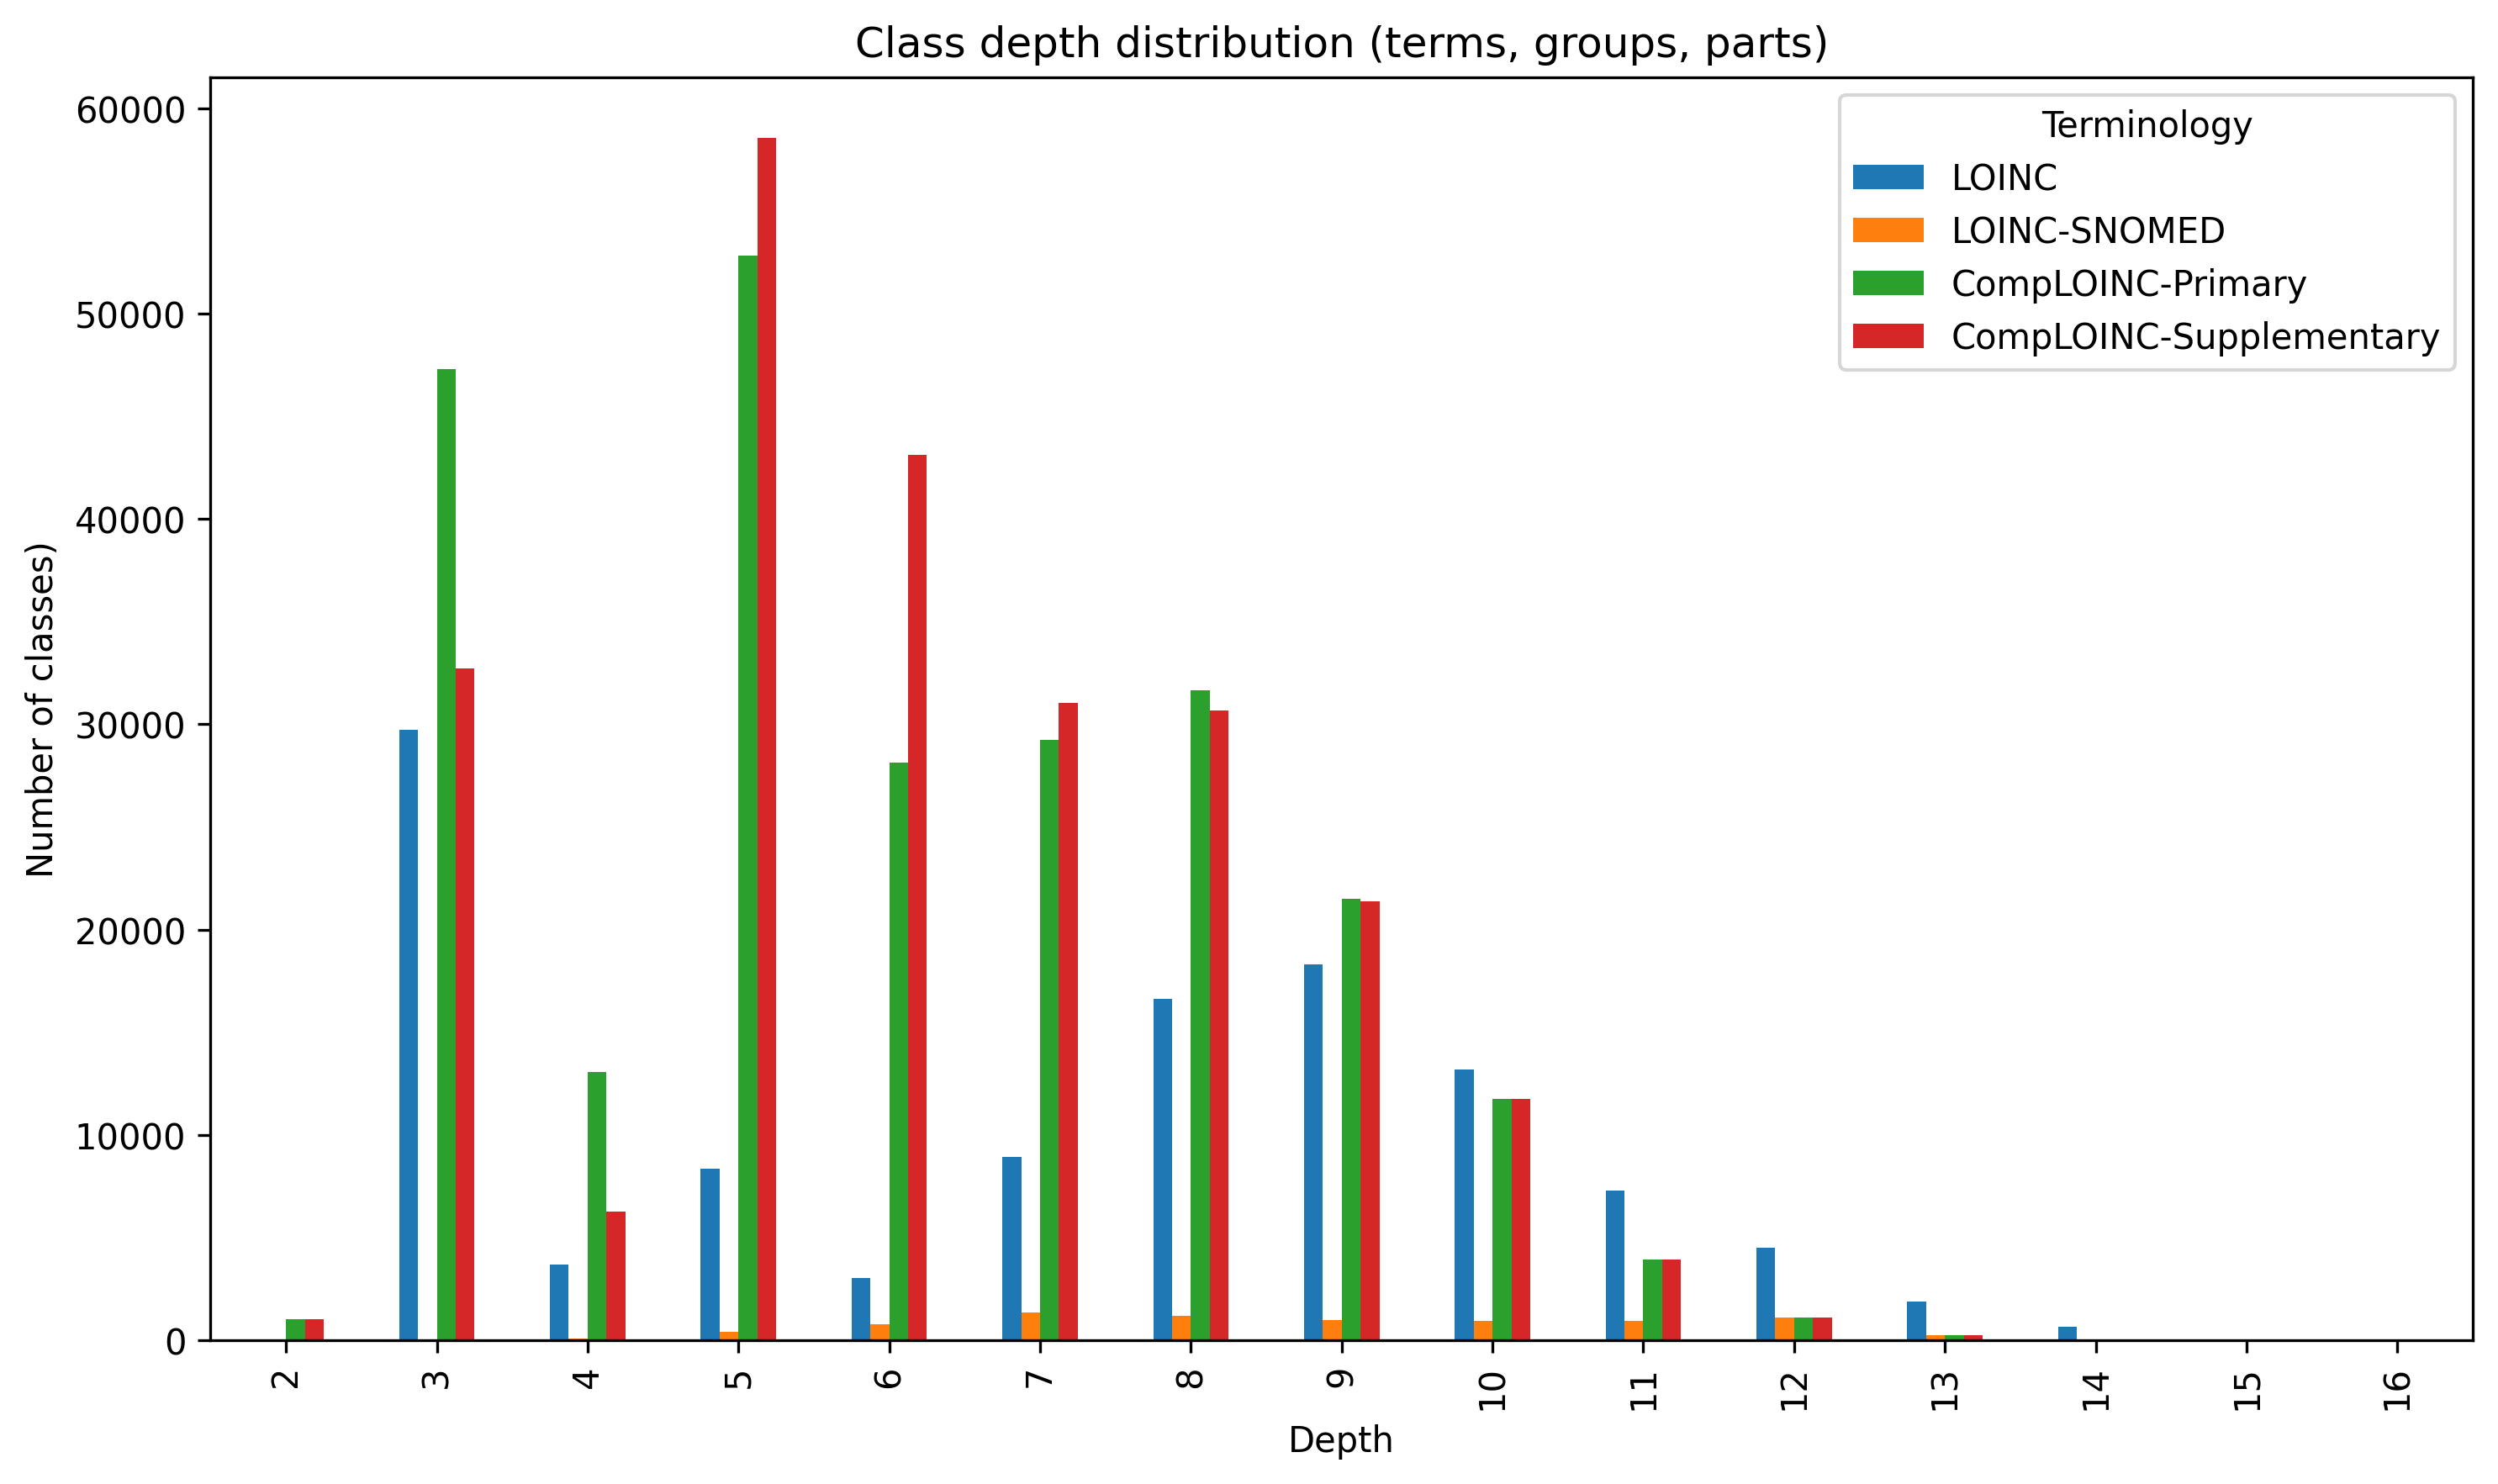 Class depth distribution (terms, groups, parts)
Terminology
LOINC
LOINC-SNOMED
CompLOINC-Primary
CompLOINC-Supplementary
Number of classes)
60000
50000
40000
30000
20000
10000
0
2 3 4 5 6 7 8 9 10 11 12 13 14 15 16
Depth